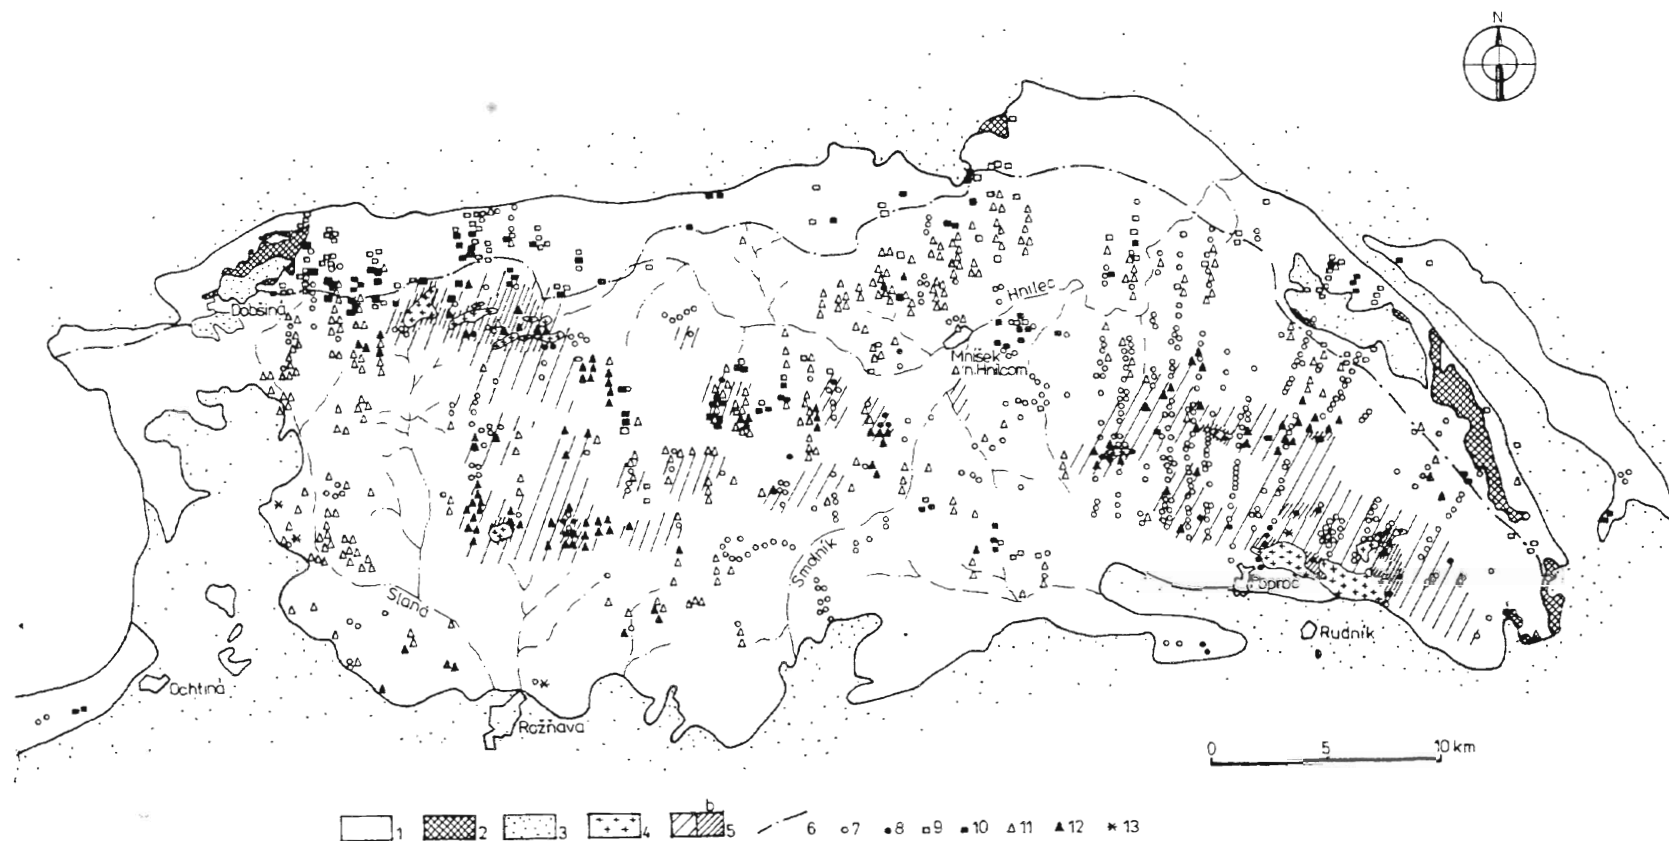 N
Hnilec
Dobšiná
Mníšek
n.Hnilcom
Smolník
Slaná
Poproč
Rudník
Ochtiná
Rožňava
0 5 10 km
b
1 2 3 4 5 6 7 8 9 10 11 12 13